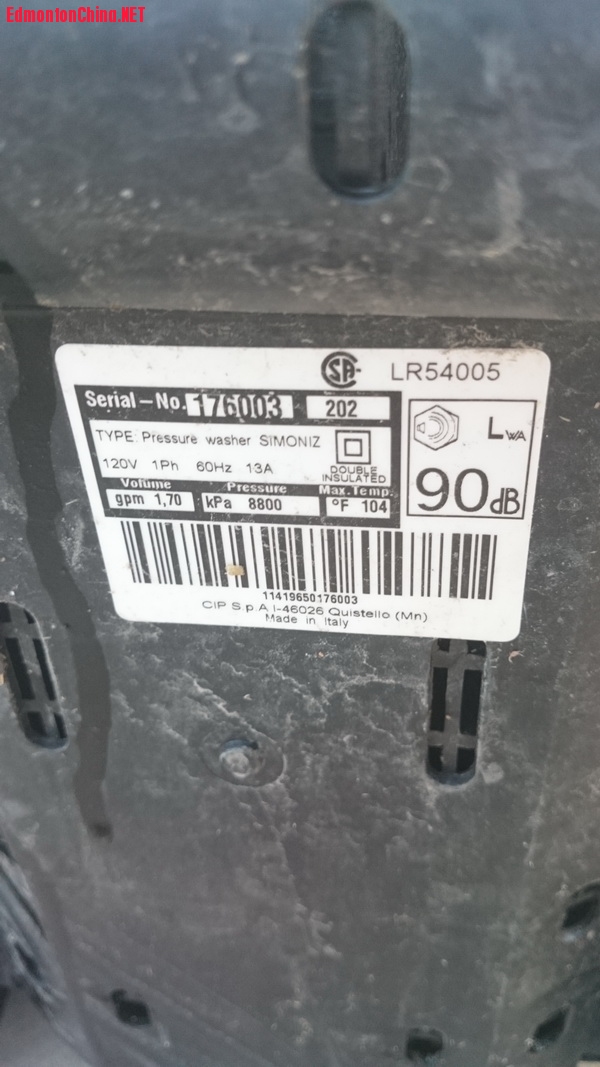 EdmontonChina.NET
SA LR54005
Serial-No. 176003 202
TYPE: Pressure washer SIMONIZ
120V 1Ph 60Hz 13A
DOUBLE
INSULATED
Volume Pressure Max.Temp.
gpm 1,70 kPa 8800 °F 104
LWA
90dB
11419650176003
CIP S.p.A I-46026 Quistello (Mn)
Made in Italy